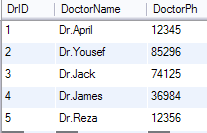 DrID DoctorName DoctorPh
1 Dr.April 12345
2 Dr.Yousef 85296
3 Dr.Jack 74125
4 Dr.James 36984
5 Dr.Reza 12356